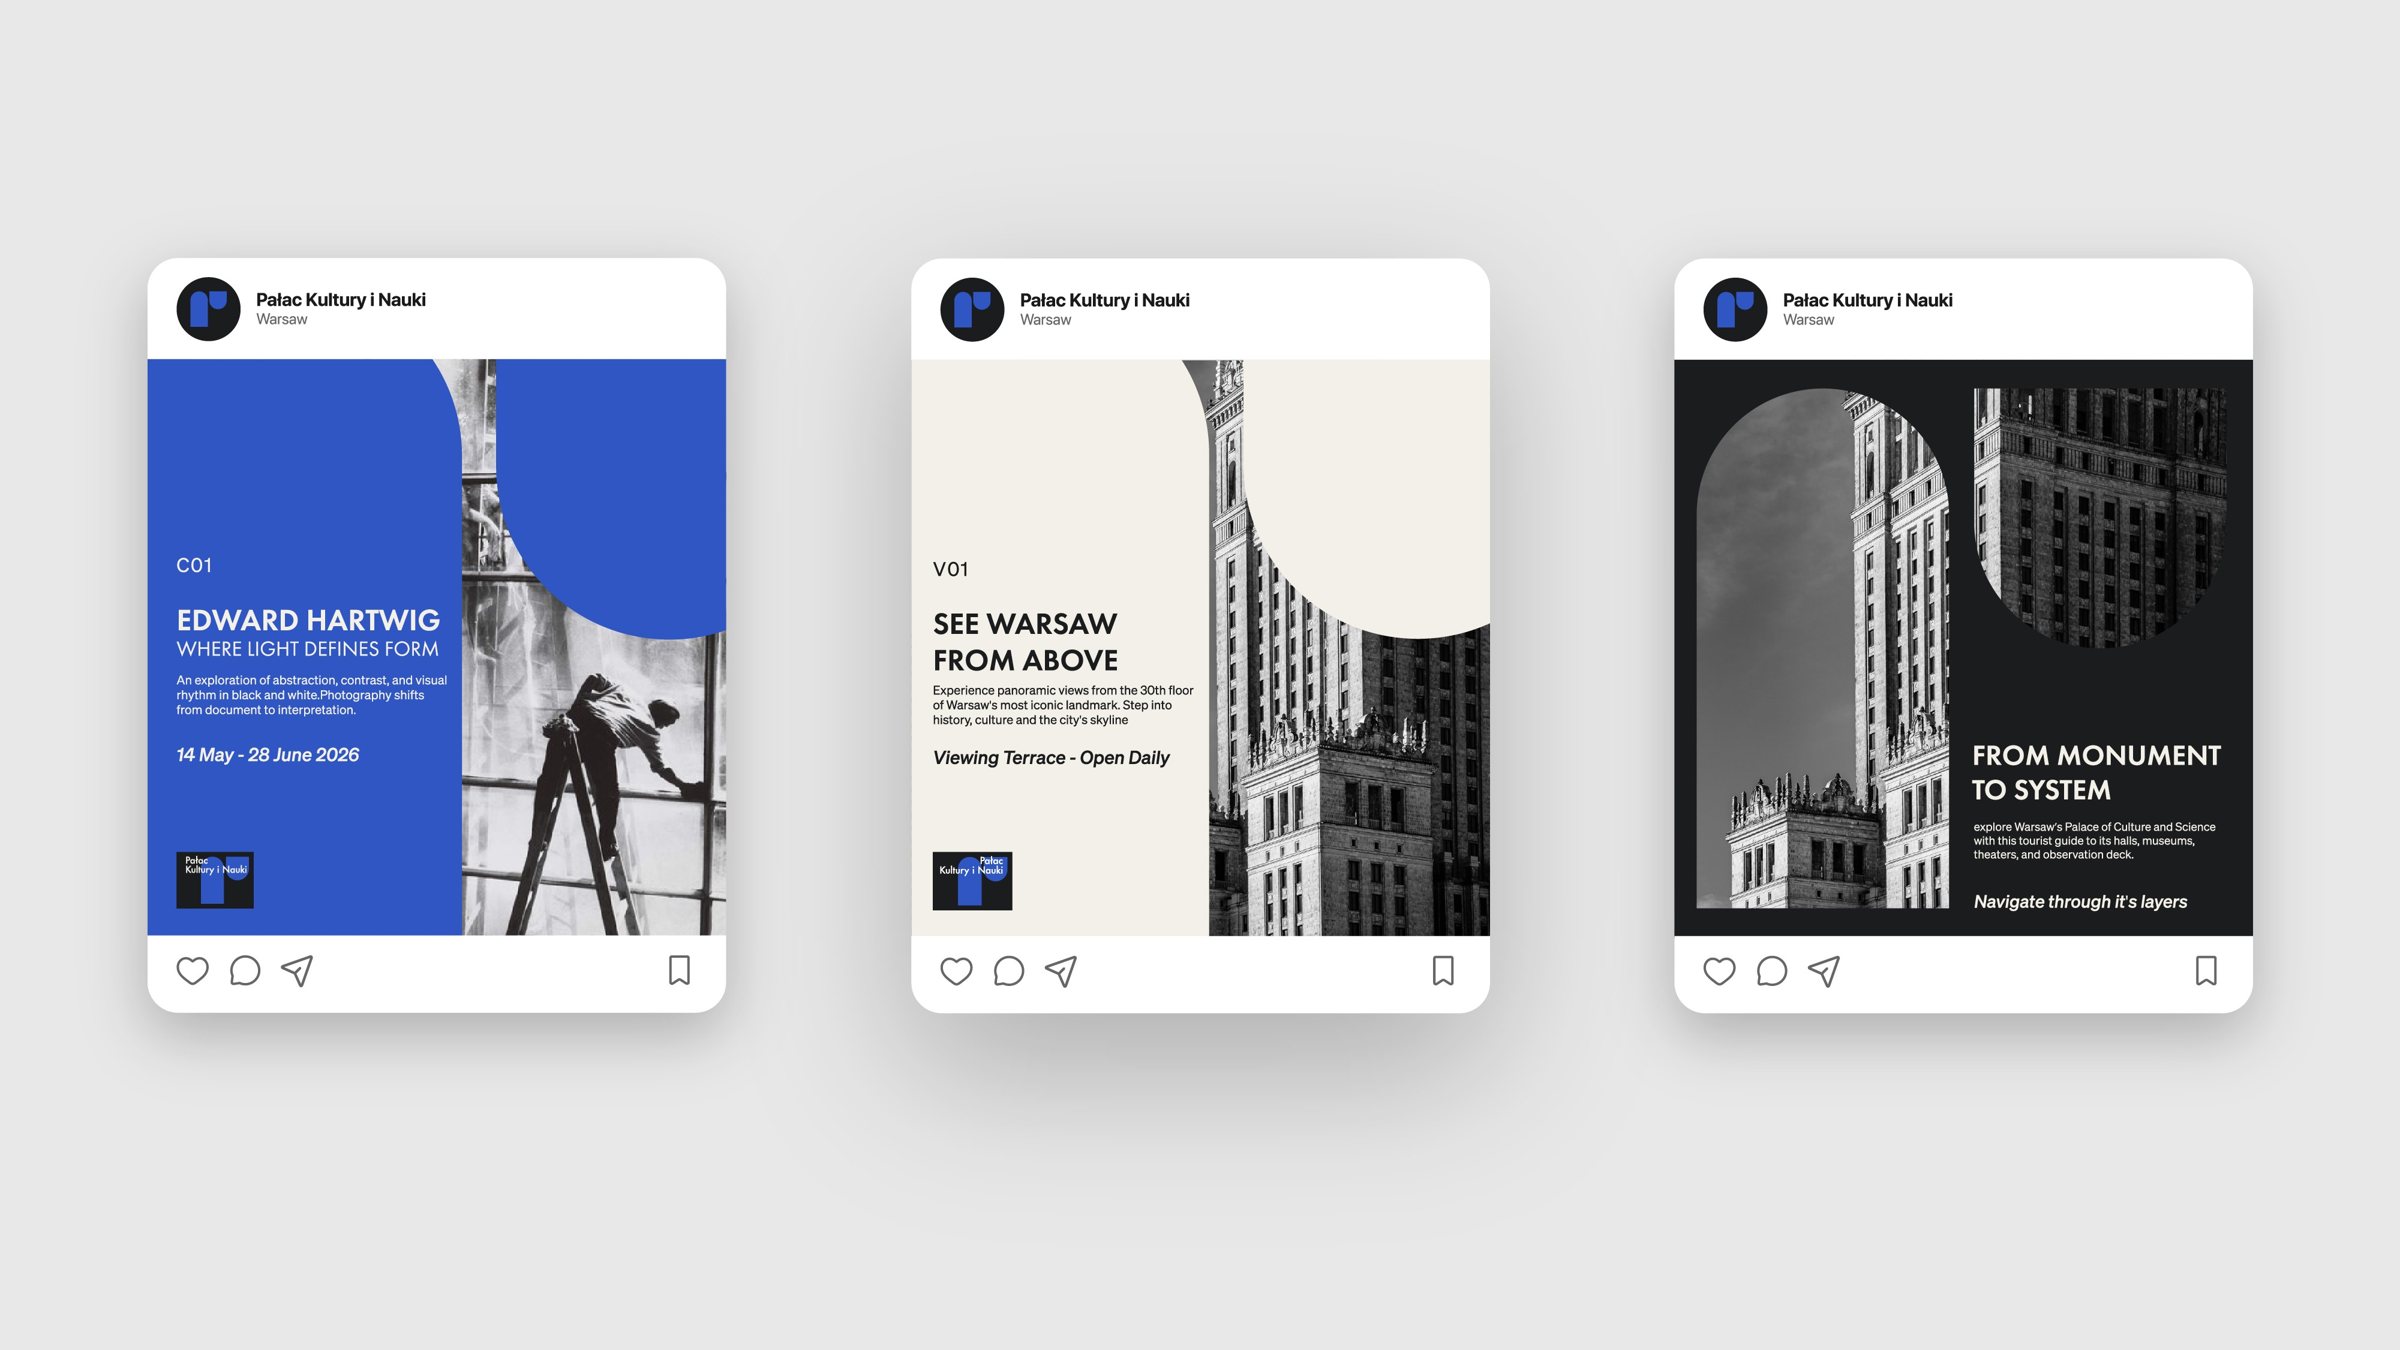 Pałac Kultury i Nauki
Warsaw
C01
EDWARD HARTWIG
WHERE LIGHT DEFINES FORM
An exploration of abstraction, contrast, and visual
rhythm in black and white.Photography shifts
from document to interpretation.
14 May - 28 June 2026
Pałac
Kultury i Nauki
Pałac Kultury i Nauki
Warsaw
V01
SEE WARSAW
FROM ABOVE
Experience panoramic views from the 30th floor
of Warsaw's most iconic landmark. Step into
history, culture and the city's skyline
Viewing Terrace - Open Daily
Pałac
Kultury i Nauki
Pałac Kultury i Nauki
Warsaw
FROM MONUMENT
TO SYSTEM
explore Warsaw's Palace of Culture and Science
with this tourist guide to its halls, museums,
theaters, and observation deck.
Navigate through it's layers